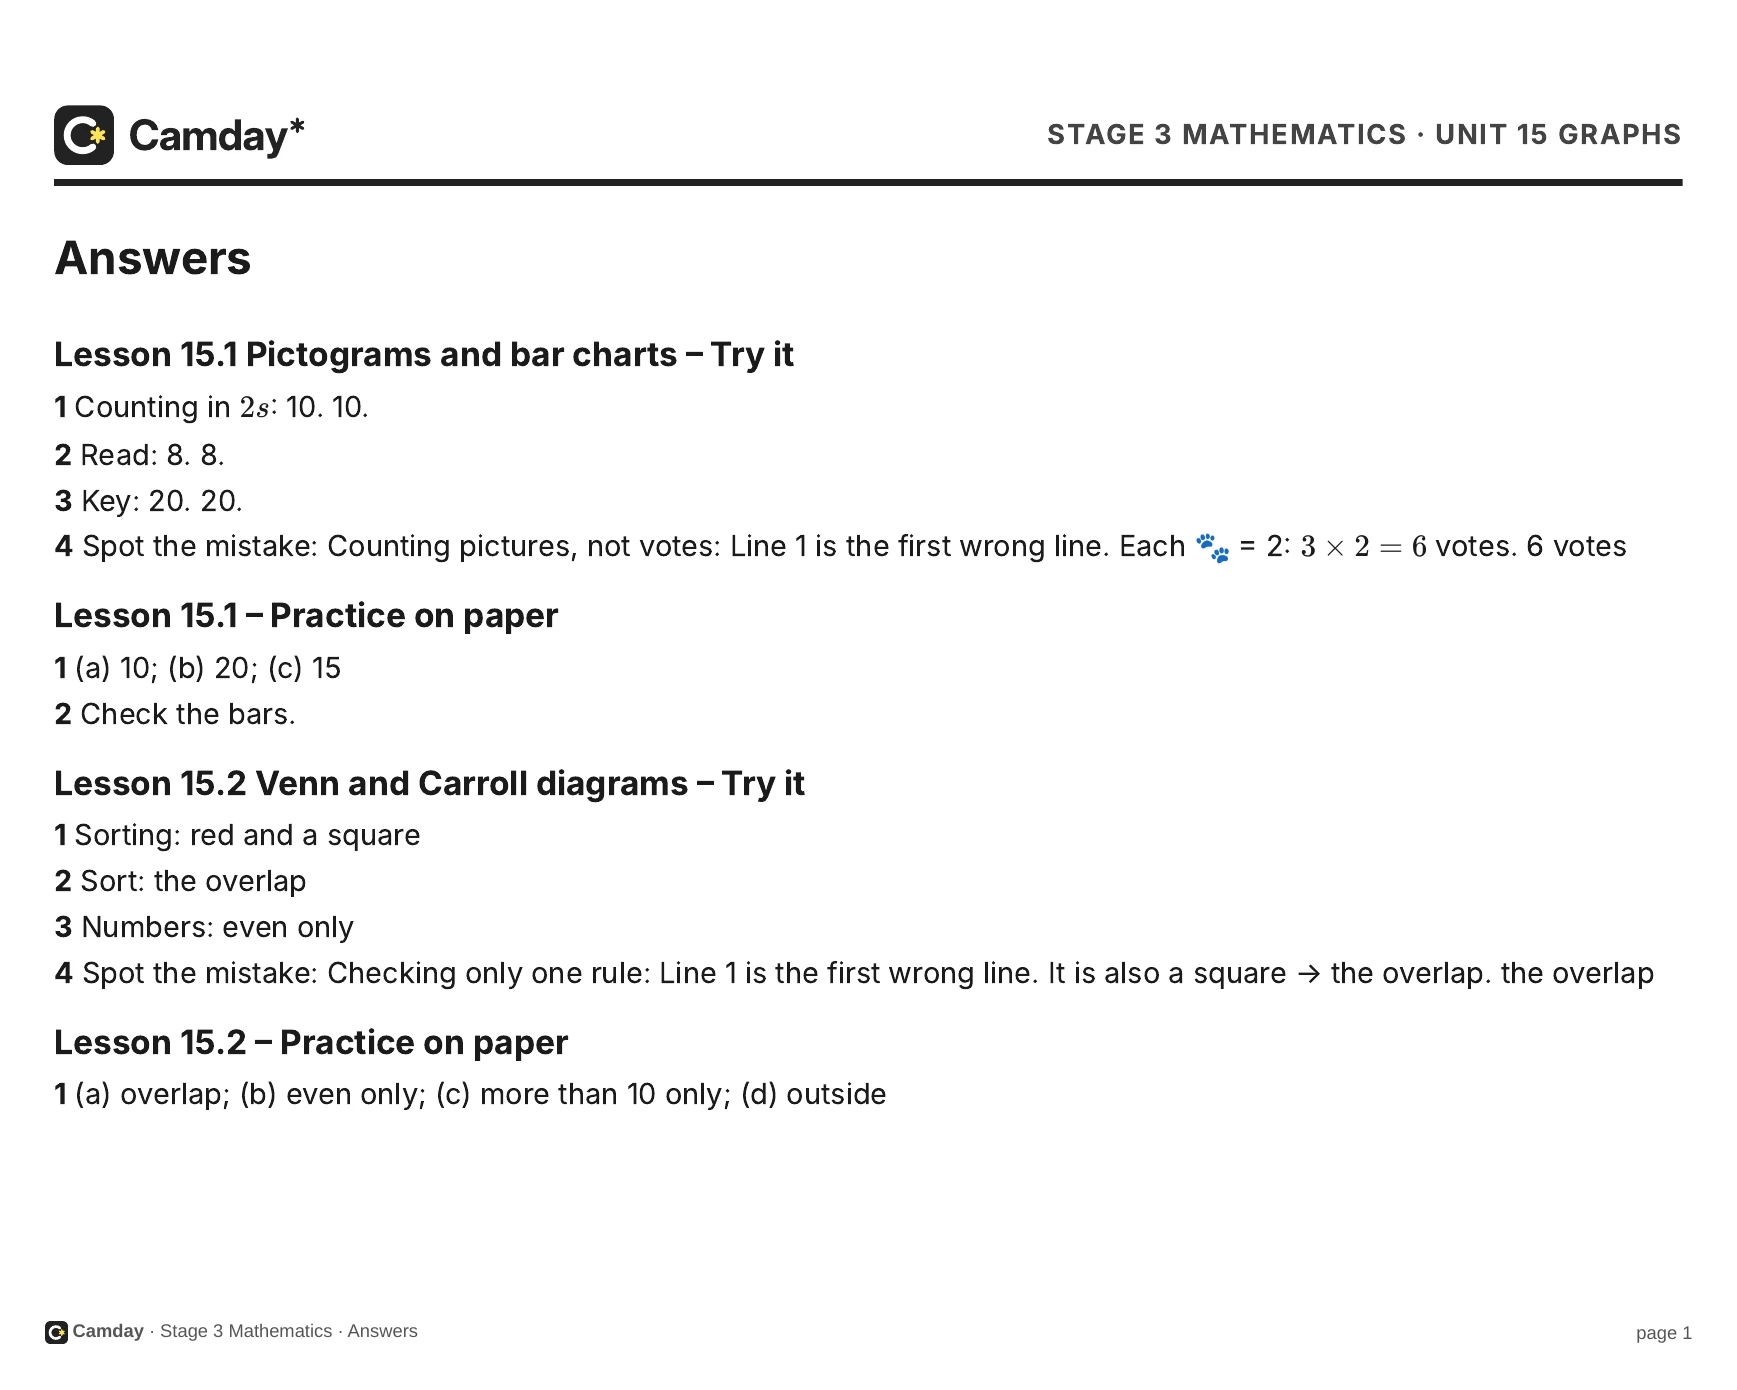 Camday*
STAGE 3 MATHEMATICS · UNIT 15 GRAPHS
Answers
Lesson 15.1 Pictograms and bar charts – Try it
1 Counting in 2s: 10. 10.
2 Read: 8. 8.
3 Key: 20. 20.
4 Spot the mistake: Counting pictures, not votes: Line 1 is the first wrong line. Each 🐾 = 2: 3 × 2 = 6 votes. 6 votes
Lesson 15.1 – Practice on paper
1 (a) 10; (b) 20; (c) 15
2 Check the bars.
Lesson 15.2 Venn and Carroll diagrams – Try it
1 Sorting: red and a square
2 Sort: the overlap
3 Numbers: even only
4 Spot the mistake: Checking only one rule: Line 1 is the first wrong line. It is also a square → the overlap. the overlap
Lesson 15.2 – Practice on paper
1 (a) overlap; (b) even only; (c) more than 10 only; (d) outside
Camday · Stage 3 Mathematics · Answers
page 1